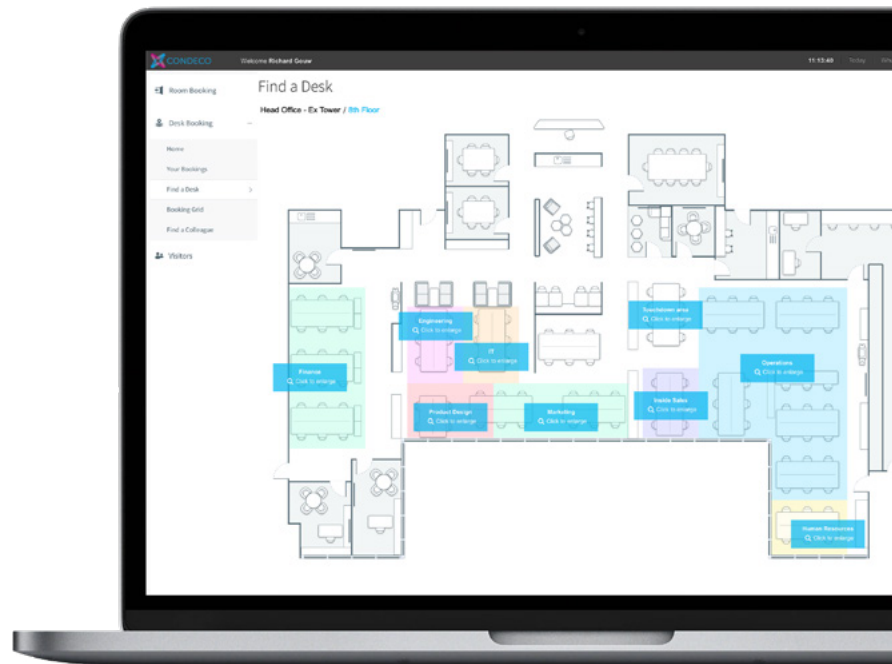 CONDECO
Welcome Richard Gouw
11:13:40 Today
Room Booking
Find a Desk
Head Office - Ex Tower / 8th Floor
Desk Booking
Home
Your Bookings
Find a Desk
Booking Grid
Find a Colleague
Visitors
Engineering
Click to enlarge
Touchdown area
Click to enlarge
IT
Click to enlarge
Finance
Click to enlarge
Operations
Click to enlarge
Product Design
Click to enlarge
Marketing
Click to enlarge
Inside Sales
Click to enlarge
Human Resources
Click to enlarge